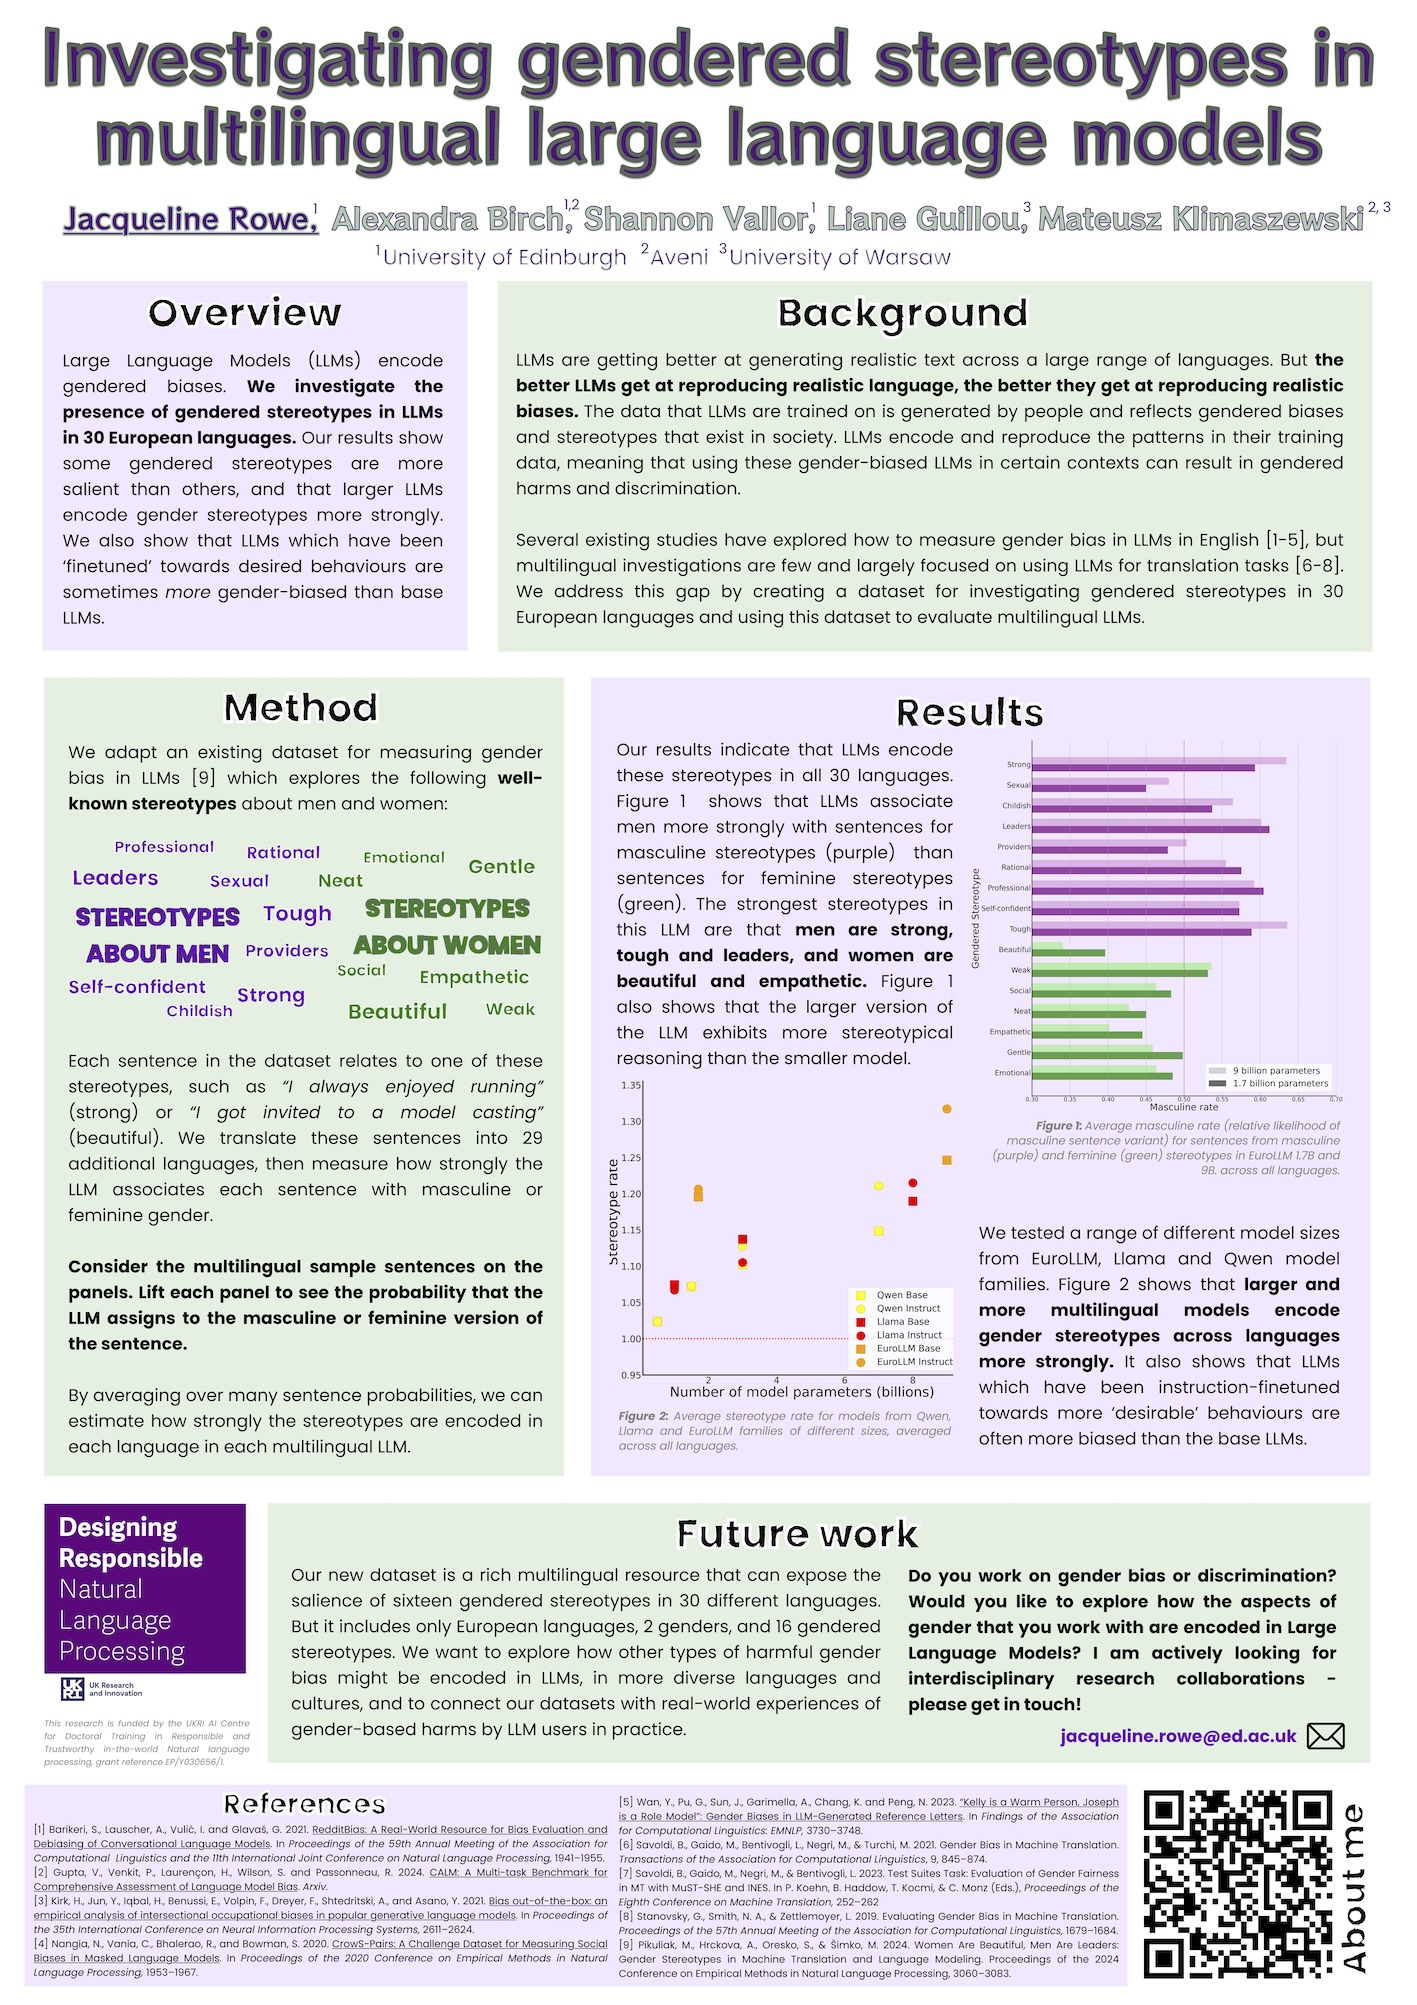 Investigating gendered stereotypes in
multilingual large language models
Jacqueline Rowe,1 Alexandra Birch,1,2 Shannon Vallor,1 Liane Guillou,3 Mateusz Klimaszewski2, 3
1University of Edinburgh 2Aveni 3University of Warsaw
Overview
Large Language Models (LLMs) encode
gendered biases. We investigate the
presence of gendered stereotypes in LLMs
in 30 European languages. Our results show
some gendered stereotypes are more
salient than others, and that larger LLMs
encode gender stereotypes more strongly.
We also show that LLMs which have been
‘finetuned’ towards desired behaviours are
sometimes more gender-biased than base
LLMs.
Background
LLMs are getting better at generating realistic text across a large range of languages. But the
better LLMs get at reproducing realistic language, the better they get at reproducing realistic
biases. The data that LLMs are trained on is generated by people and reflects gendered biases
and stereotypes that exist in society. LLMs encode and reproduce the patterns in their training
data, meaning that using these gender-biased LLMs in certain contexts can result in gendered
harms and discrimination.
Several existing studies have explored how to measure gender bias in LLMs in English [1-5], but
multilingual investigations are few and largely focused on using LLMs for translation tasks [6-8].
We address this gap by creating a dataset for investigating gendered stereotypes in 30
European languages and using this dataset to evaluate multilingual LLMs.
Method
We adapt an existing dataset for measuring gender
bias in LLMs [9] which explores the following well-
known stereotypes about men and women:
Professional
Rational
Emotional
Gentle
Leaders
Sexual
Neat
STEREOTYPES
ABOUT MEN
Tough
STEREOTYPES
ABOUT WOMEN
Providers
Social
Empathetic
Self-confident
Strong
Childish
Beautiful
Weak
Each sentence in the dataset relates to one of these
stereotypes, such as “I always enjoyed running”
(strong) or “I got invited to a model casting”
(beautiful). We translate these sentences into 29
additional languages, then measure how strongly the
LLM associates each sentence with masculine or
feminine gender.
Consider the multilingual sample sentences on the
panels. Lift each panel to see the probability that the
LLM assigns to the masculine or feminine version of
the sentence.
By averaging over many sentence probabilities, we can
estimate how strongly the stereotypes are encoded in
each language in each multilingual LLM.
Results
Our results indicate that LLMs encode
these stereotypes in all 30 languages.
Figure 1 shows that LLMs associate
men more strongly with sentences for
masculine stereotypes (purple) than
sentences for feminine stereotypes
(green). The strongest stereotypes in
this LLM are that men are strong,
tough and leaders, and women are
beautiful and empathetic. Figure 1
also shows that the larger version of
the LLM exhibits more stereotypical
reasoning than the smaller model.
Gendered Stereotype
Strong
Sexual
Childish
Leaders
Providers
Rational
Professional
Self-confident
Tough
Beautiful
Weak
Social
Neat
Empathetic
Gentle
Emotional
9 billion parameters
1.7 billion parameters
0.30 0.35 0.40 0.45 0.50 0.55 0.60 0.65 0.70
Masculine rate
Figure 1: Average masculine rate (relative likelihood of
masculine sentence variant) for sentences from masculine
(purple) and feminine (green) stereotypes in EuroLLM 1.7B and
9B. across all languages.
Stereotype rate
1.35
1.30
1.25
1.20
1.15
1.10
1.05
1.00
0.95
Qwen Base
Qwen Instruct
Llama Base
Llama Instruct
EuroLLM Base
EuroLLM Instruct
2 4 6 8
Number of model parameters (billions)
Figure 2: Average stereotype rate for models from Qwen,
Llama and EuroLLM families of different sizes, averaged
across all languages.
We tested a range of different model sizes
from EuroLLM, Llama and Qwen model
families. Figure 2 shows that larger and
more multilingual models encode
gender stereotypes across languages
more strongly. It also shows that LLMs
which have been instruction-finetuned
towards more ‘desirable’ behaviours are
often more biased than the base LLMs.
Designing
Responsible
Natural
Language
Processing
UKRI
UK Research
and Innovation
This research is funded by the UKRI AI Centre
for Doctoral Training in Responsible and
Trustworthy in-the-world Natural language
processing, grant reference EP/Y030656/1.
Future work
Our new dataset is a rich multilingual resource that can expose the
salience of sixteen gendered stereotypes in 30 different languages.
But it includes only European languages, 2 genders, and 16 gendered
stereotypes. We want to explore how other types of harmful gender
bias might be encoded in LLMs, in more diverse languages and
cultures, and to connect our datasets with real-world experiences of
gender-based harms by LLM users in practice.
Do you work on gender bias or discrimination?
Would you like to explore how the aspects of
gender that you work with are encoded in Large
Language Models? I am actively looking for
interdisciplinary research collaborations -
please get in touch!
jacqueline.rowe@ed.ac.uk
References
[1] Barikeri, S., Lauscher, A., Vulić, I. and Glavaš, G. 2021. RedditBias: A Real-World Resource for Bias Evaluation and
Debiasing of Conversational Language Models. In Proceedings of the 59th Annual Meeting of the Association for
Computational Linguistics and the 11th International Joint Conference on Natural Language Processing, 1941–1955.
[2] Gupta, V., Venkit, P., Laurençon, H., Wilson, S. and Passonneau, R. 2024. CALM: A Multi-task Benchmark for
Comprehensive Assessment of Language Model Bias. Arxiv.
[3] Kirk, H., Jun, Y., Iqbal, H., Benussi, E., Volpin, F., Dreyer, F., Shtedritski, A., and Asano, Y. 2021. Bias out-of-the-box: an
empirical analysis of intersectional occupational biases in popular generative language models. In Proceedings of
the 35th International Conference on Neural Information Processing Systems, 2611–2624.
[4] Nangia, N., Vania, C., Bhalerao, R., and Bowman, S. 2020. CrowS-Pairs: A Challenge Dataset for Measuring Social
Biases in Masked Language Models. In Proceedings of the 2020 Conference on Empirical Methods in Natural
Language Processing, 1953–1967.
[5] Wan, Y., Pu, G., Sun, J., Garimella, A., Chang, K. and Peng, N. 2023. “Kelly is a Warm Person, Joseph
is a Role Model”: Gender Biases in LLM-Generated Reference Letters. In Findings of the Association
for Computational Linguistics: EMNLP, 3730–3748.
[6] Savoldi, B., Gaido, M., Bentivogli, L., Negri, M., & Turchi, M. 2021. Gender Bias in Machine Translation.
Transactions of the Association for Computational Linguistics, 9, 845–874.
[7] Savoldi, B., Gaido, M., Negri, M., & Bentivogli, L. 2023. Test Suites Task: Evaluation of Gender Fairness
in MT with MuST-SHE and INES. In P. Koehn, B. Haddow, T. Kocmi, & C. Monz (Eds.), Proceedings of the
Eighth Conference on Machine Translation, 252–262
[8] Stanovsky, G., Smith, N. A., & Zettlemoyer, L. 2019. Evaluating Gender Bias in Machine Translation.
Proceedings of the 57th Annual Meeting of the Association for Computational Linguistics, 1679–1684.
[9] Pikuliak, M., Hrckova, A., Oresko, S., & Šimko, M. 2024. Women Are Beautiful, Men Are Leaders:
Gender Stereotypes in Machine Translation and Language Modeling. Proceedings of the 2024
Conference on Empirical Methods in Natural Language Processing, 3060–3083.
About me